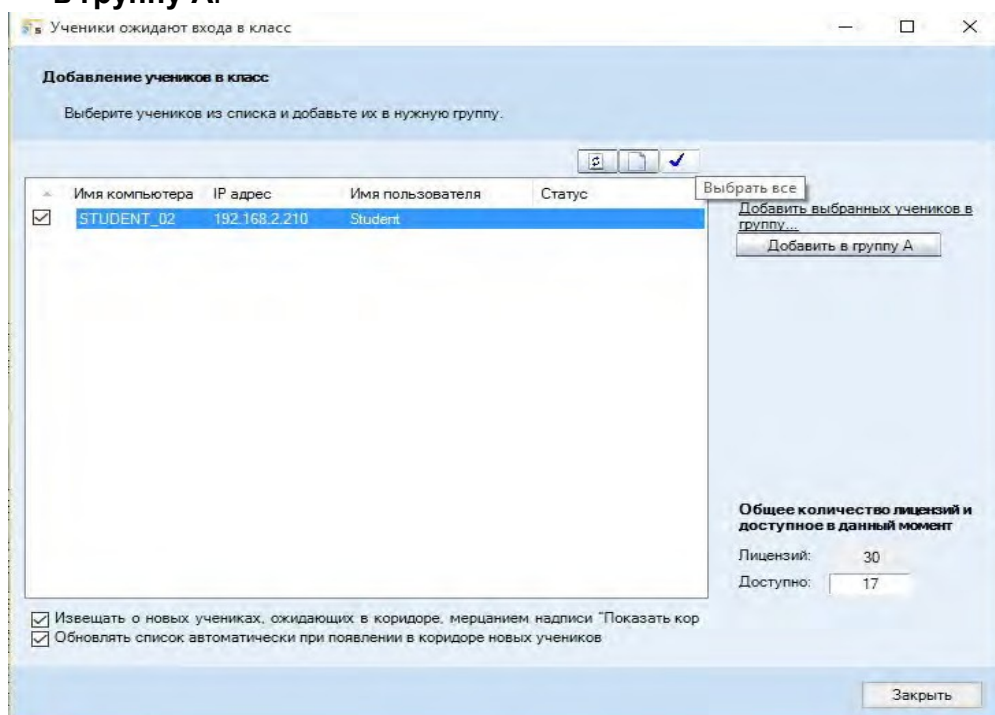 в группу А.
Ученики ожидают входа в класс
Добавление учеников в класс
Выберите учеников из списка и добавьте их в нужную группу.
Выбрать все
Имя компьютера IP адрес Имя пользователя Статус
STUDENT_02 192.168.2.210 Student
Добавить выбранных учеников в
группу...
Добавить в группу А
Общее количество лицензий и
доступное в данный момент
Лицензий: 30
Доступно: 17
Извещать о новых учениках, ожидающих в коридоре, мерцанием надписи "Показать кор
Обновлять список автоматически при появлении в коридоре новых учеников
Закрыть